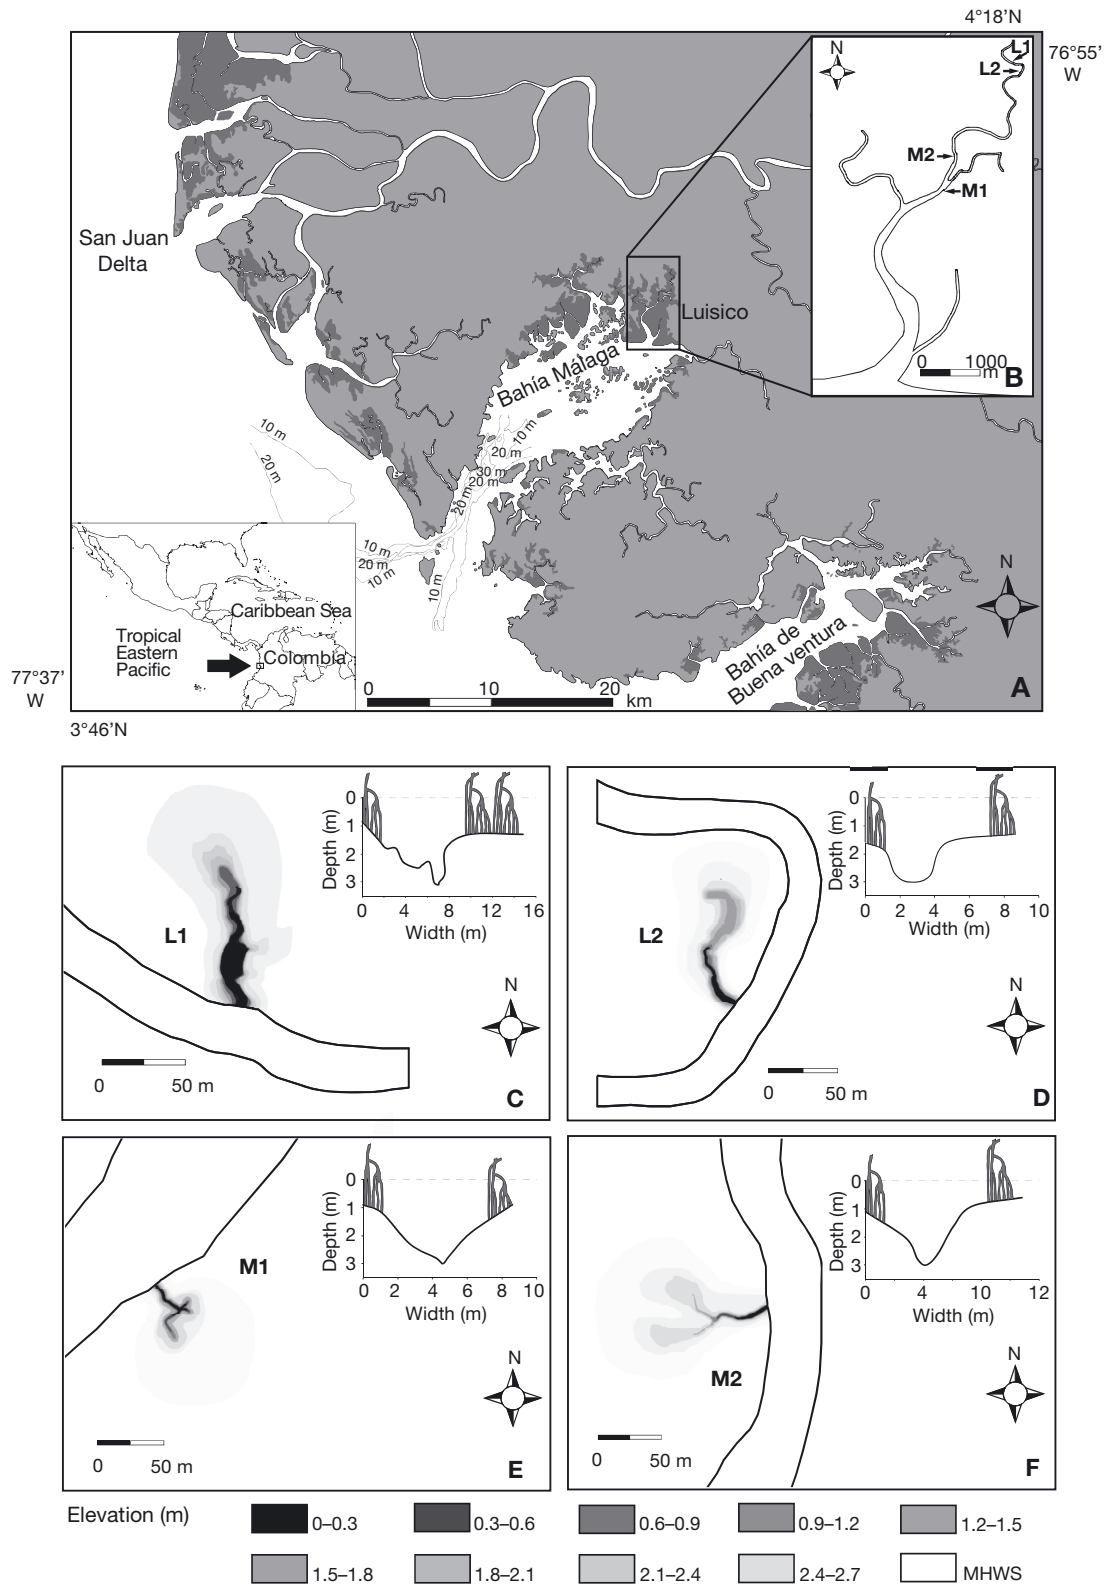 4°18’N
76°55’
W
N
L1
L2
M2
M1
0 1000
m
B
San Juan
Delta
Luisico
Bahía Málaga
10 m
20 m
10 m
20 m
30 m
20 m
20 m
10 m
20 m
10 m
10 m
N
Caribbean Sea
Tropical
Eastern
Pacific
Colombia
Bahía de
Buena ventura
0 10 20
km
A
77°37’
W
3°46’N
L1
Depth (m)
0
1
2
3
0 4 8 12 16
Width (m)
N
0 50 m
C
L2
Depth (m)
0
1
2
3
0 2 4 6 8 10
Width (m)
N
0 50 m
D
M1
Depth (m)
0
1
2
3
0 2 4 6 8 10
Width (m)
N
0 50 m
E
M2
Depth (m)
0
1
2
3
0 4 10 12
Width (m)
N
0 50 m
F
Elevation (m)
0–0.3 0.3–0.6 0.6–0.9 0.9–1.2 1.2–1.5
1.5–1.8 1.8–2.1 2.1–2.4 2.4–2.7 MHWS